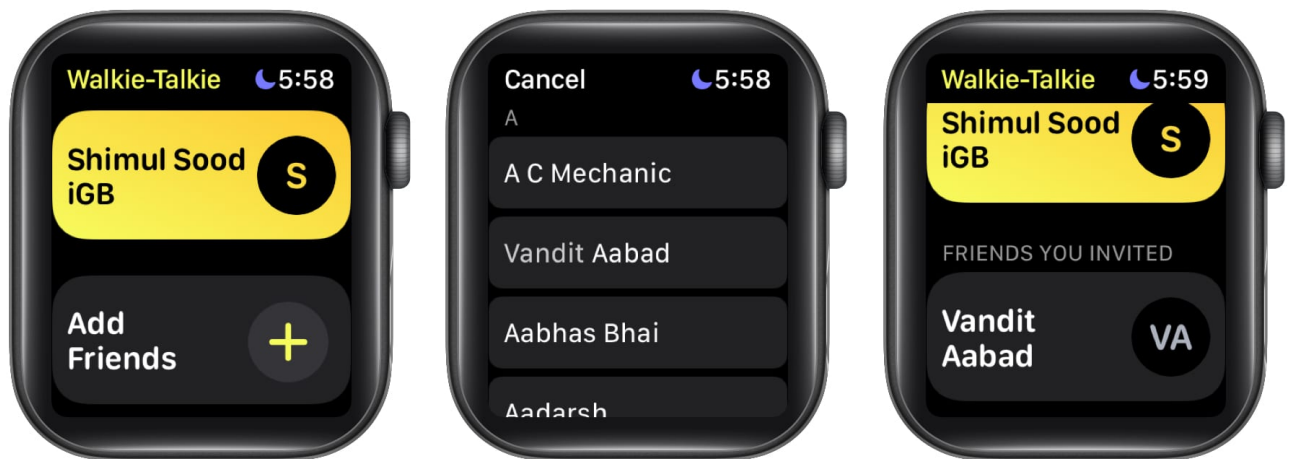 Walkie-Talkie 5:58
Shimul Sood
iGB
S
Add
Friends
Cancel 5:58
A
A C Mechanic
Vandit Aabad
Aabhas Bhai
Aadarsh
Walkie-Talkie 5:59
Shimul Sood
iGB
S
FRIENDS YOU INVITED
Vandit
Aabad
VA